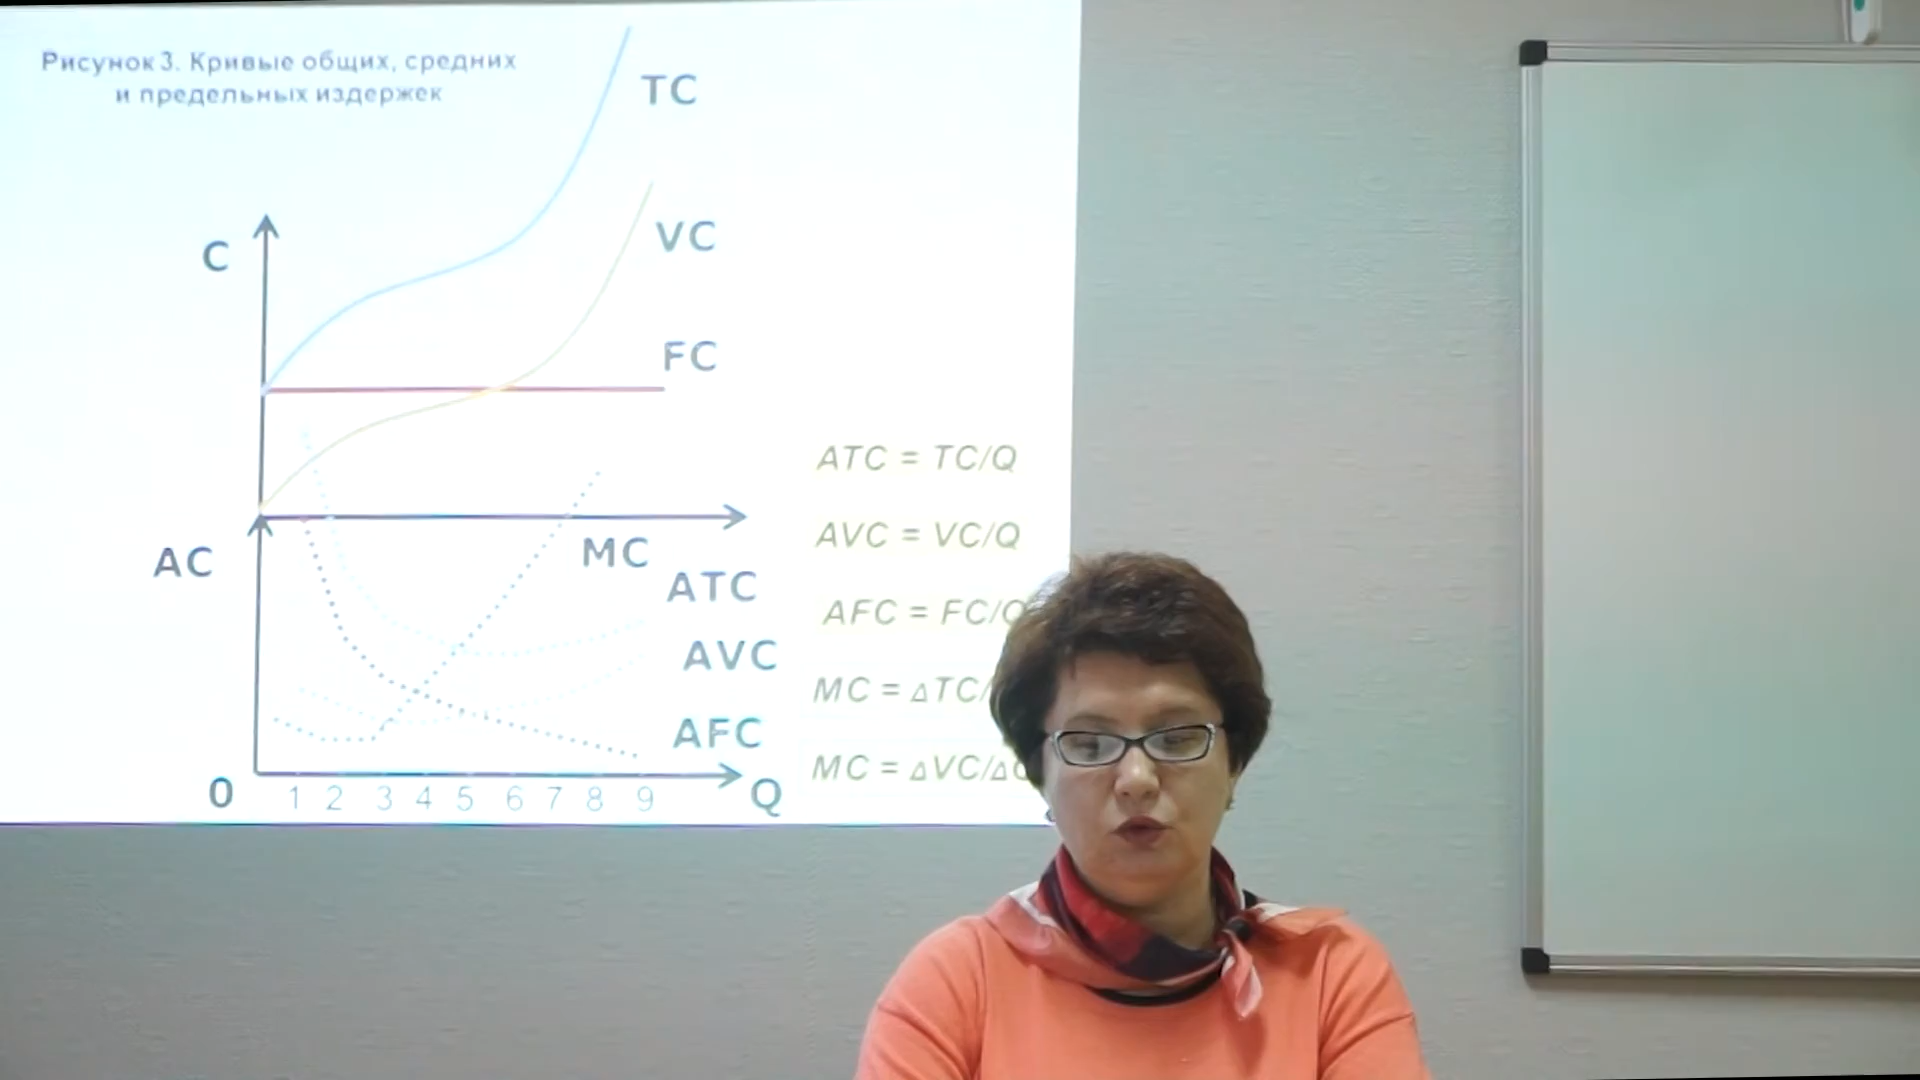 Рисунок 3. Кривые общих, средних
и предельных издержек
TC
C
VC
FC
AC
MC
ATC
AVC
AFC
0
1 2 3 4 5 6 7 8 9
Q
ATC = TC/Q
AVC = VC/Q
AFC = FC/Q
MC = ΔTC/
MC = ΔVC/Δ